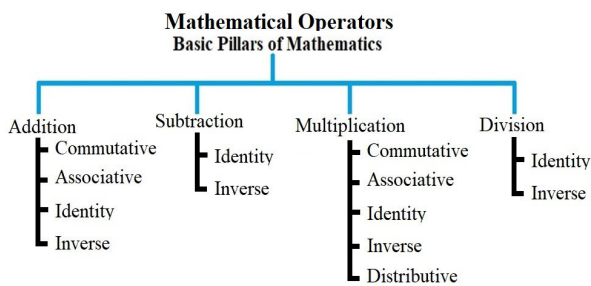 Mathematical Operators
Basic Pillars of Mathematics
Addition
Commutative
Associative
Identity
Inverse
Subtraction
Identity
Inverse
Multiplication
Commutative
Associative
Identity
Inverse
Distributive
Division
Identity
Inverse